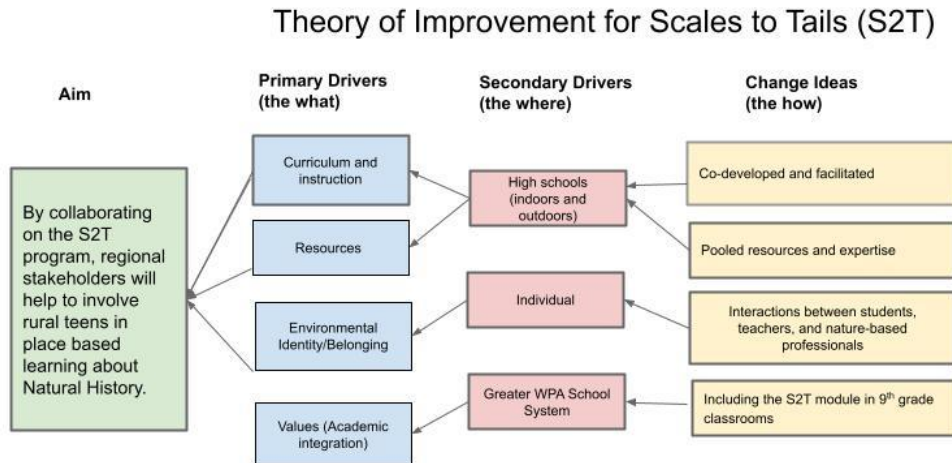 Theory of Improvement for Scales to Tails (S2T)
Aim
Primary Drivers
(the what)
Secondary Drivers
(the where)
Change Ideas
(the how)
By collaborating
on the S2T
program, regional
stakeholders will
help to involve
rural teens in
place based
learning about
Natural History.
Curriculum and
instruction
Resources
Environmental
Identity/Belonging
Values (Academic
integration)
High schools
(indoors and
outdoors)
Individual
Greater WPA School
System
Co-developed and facilitated
Pooled resources and expertise
Interactions between students,
teachers, and nature-based
professionals
Including the S2T module in 9th grade
classrooms